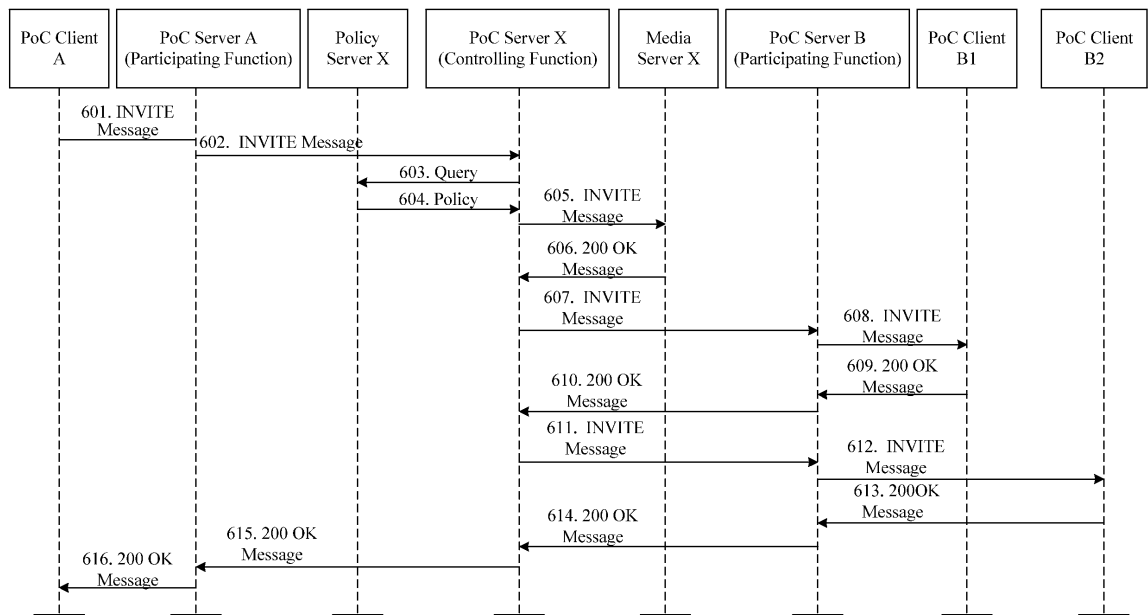 PoC Client
A
PoC Server A
(Participating Function)
Policy
Server X
PoC Server X
(Controlling Function)
Media
Server X
PoC Server B
(Participating Function)
PoC Client
B1
PoC Client
B2
601. INVITE
Message
602. INVITE Message
603. Query
604. Policy
605. INVITE
Message
606. 200 OK
Message
607. INVITE
Message
608. INVITE
Message
609. 200 OK
Message
610. 200 OK
Message
611. INVITE
Message
612. INVITE
Message
613. 200OK
Message
614. 200 OK
Message
615. 200 OK
Message
616. 200 OK
Message